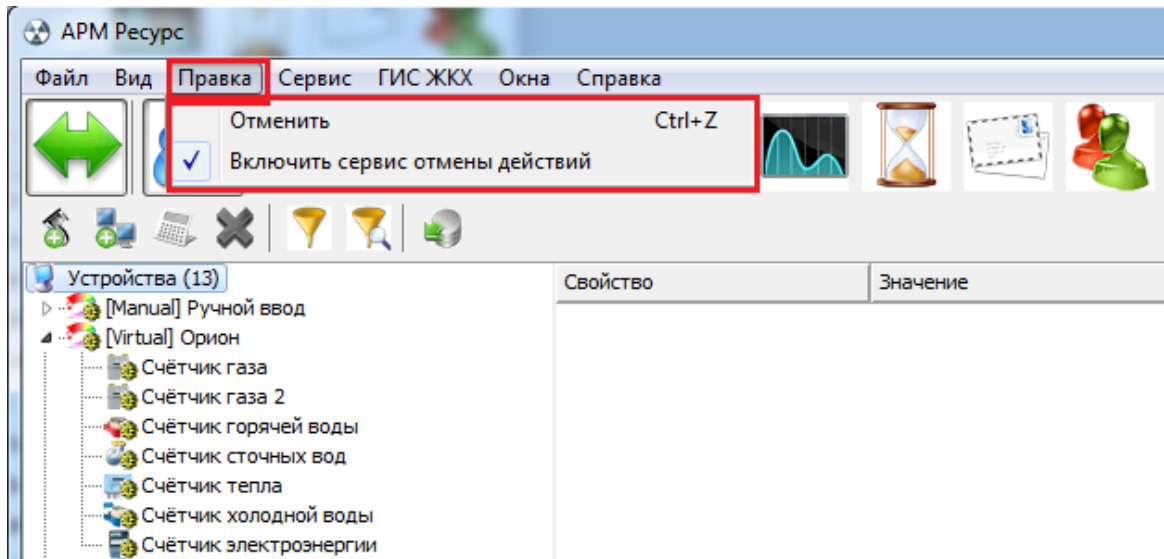 АРМ Ресурс
Файл Вид Правка Сервис ГИС ЖКХ Окна Справка
Отменить Ctrl+Z
Включить сервис отмены действий
Устройства (13)
Свойство Значение
[Manual] Ручной ввод
[Virtual] Орион
Счётчик газа
Счётчик газа 2
Счётчик горячей воды
Счётчик сточных вод
Счётчик тепла
Счётчик холодной воды
Счётчик электроэнергии